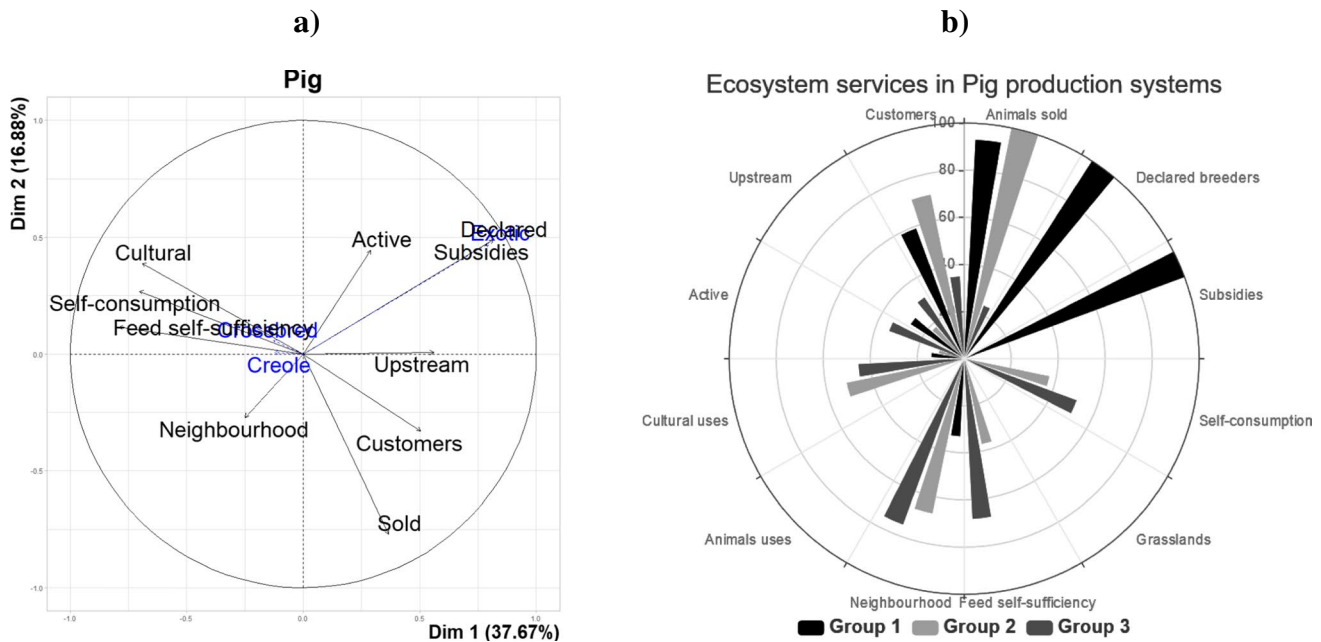 a)
b)
Pig
Dim 2 (16.88%)
1.0
0.5
0.0
-0.5
-1.0
Cultural
Active
Declared
Exotic
Subsidies
Self-consumption
Feed self-sufficiency
Crossbred
Creole
Upstream
Neighbourhood
Customers
Sold
-1.0 -0.5 0.0 0.5 1.0
Dim 1 (37.67%)
Ecosystem services in Pig production systems
Customers
100
Animals sold
Upstream
80
Declared breeders
60
40
Active
Subsidies
Cultural uses
Self-consumption
Animals uses
Grasslands
Neighbourhood Feed self-sufficiency
Group 1 Group 2 Group 3